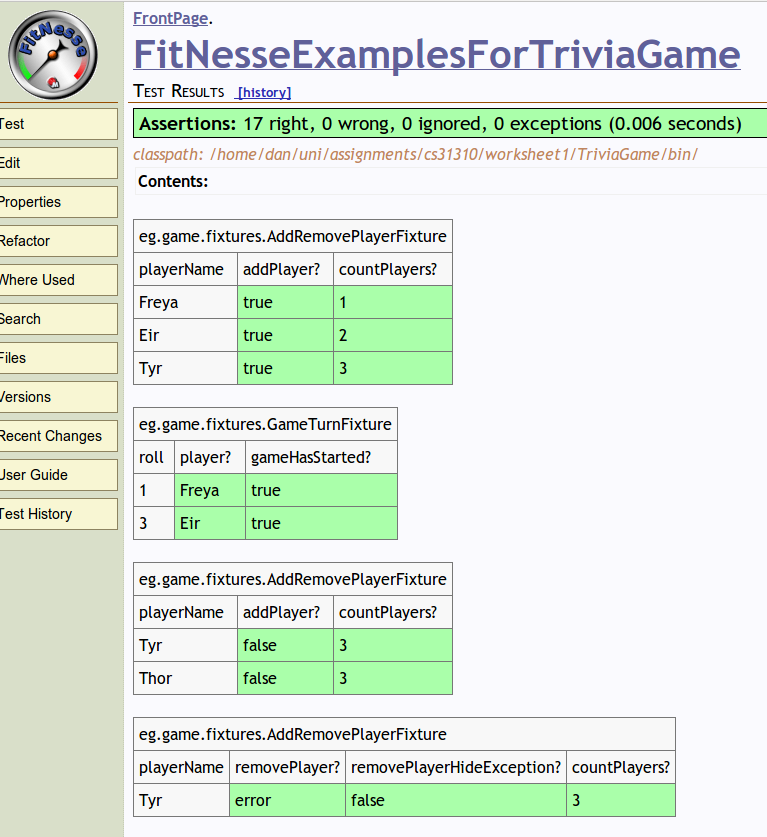 FitNesse
FrontPage.
FitNesseExamplesForTriviaGame
Test Results [history]
Assertions: 17 right, 0 wrong, 0 ignored, 0 exceptions (0.006 seconds)
classpath: /home/dan/uni/assignments/cs31310/worksheet1/TriviaGame/bin/
Contents:
Test
Edit
Properties
Refactor
Where Used
Search
Files
Versions
Recent Changes
User Guide
Test History
eg.game.fixtures.AddRemovePlayerFixture
playerName addPlayer? countPlayers?
Freya true 1
Eir true 2
Tyr true 3
eg.game.fixtures.GameTurnFixture
roll player? gameHasStarted?
1 Freya true
3 Eir true
eg.game.fixtures.AddRemovePlayerFixture
playerName addPlayer? countPlayers?
Tyr false 3
Thor false 3
eg.game.fixtures.AddRemovePlayerFixture
playerName removePlayer? removePlayerHideException? countPlayers?
Tyr error false 3